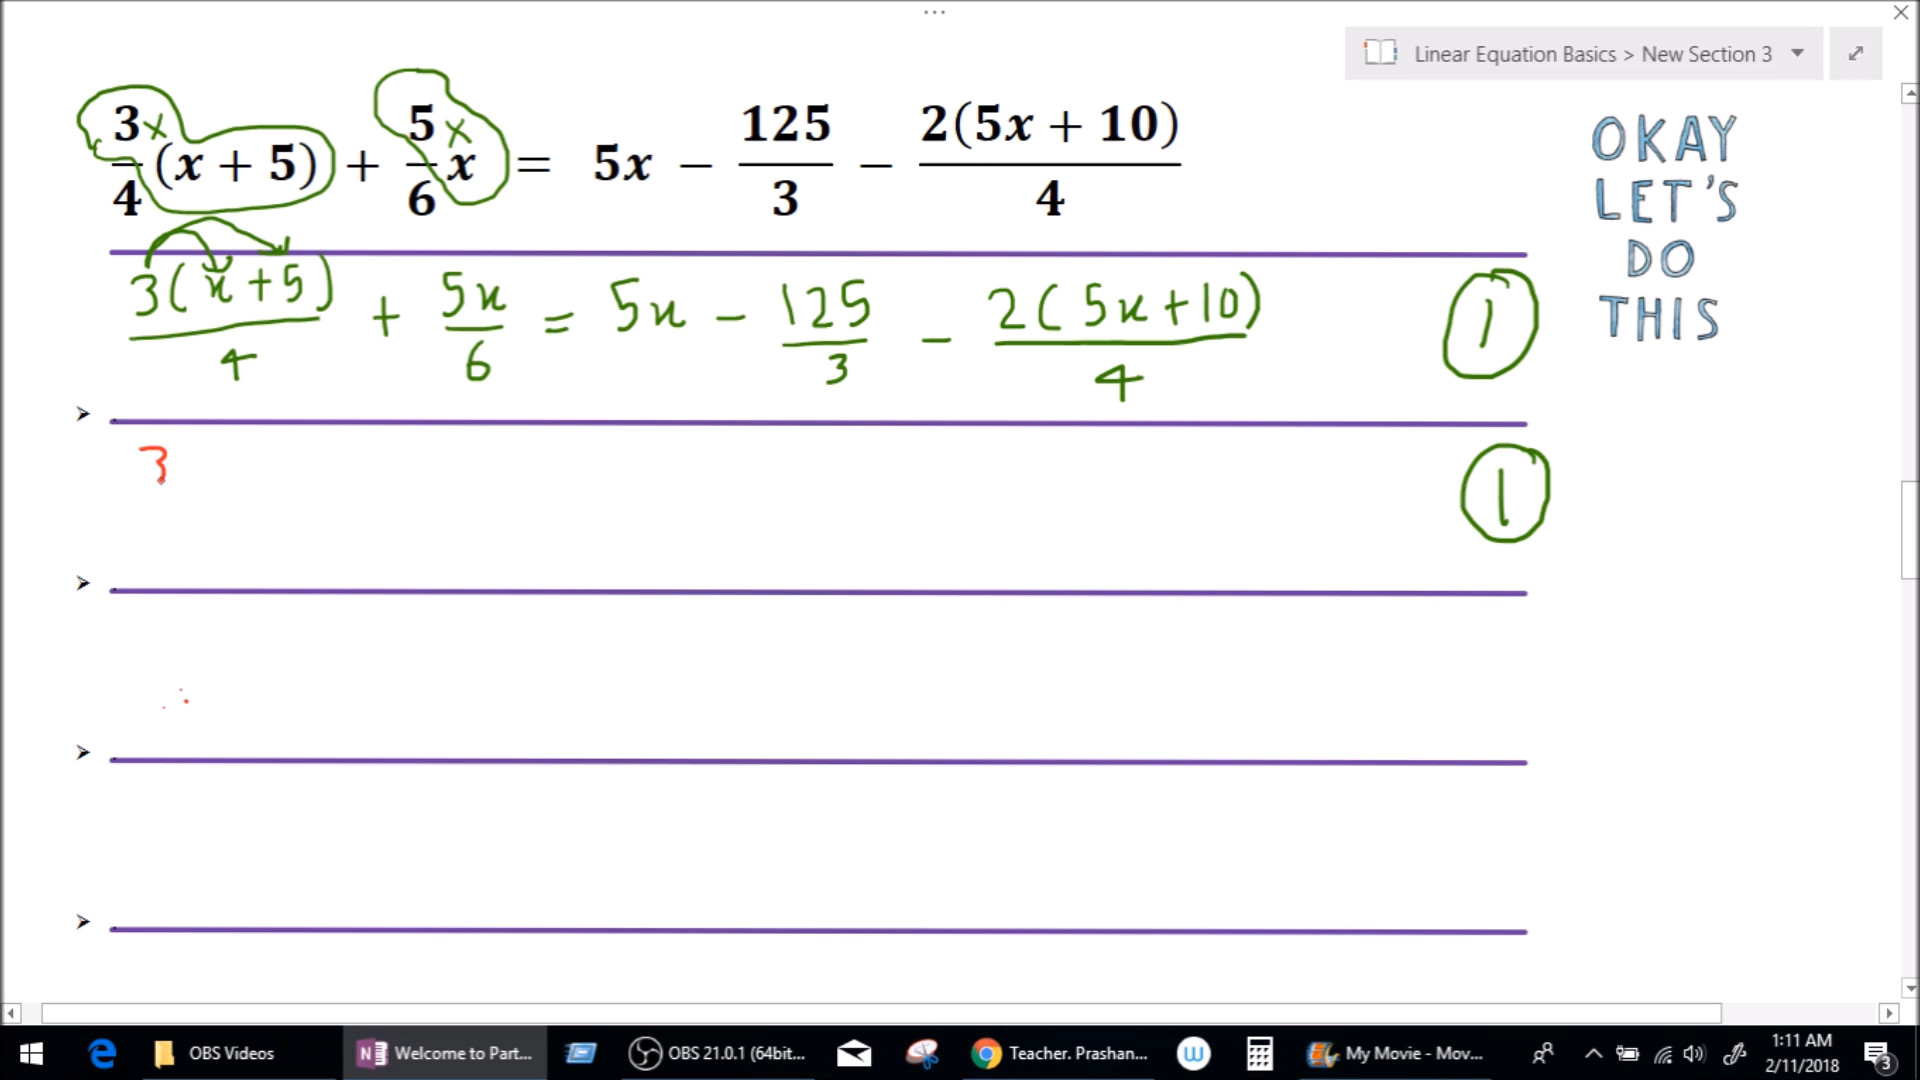 ...
Linear Equation Basics > New Section 3
3/4 x (x + 5) + 5/6 x x = 5x − 125/3 − 2(5x + 10)/4
OKAY
LET'S
DO
THIS
3(x+5)/4 + 5x/6 = 5x − 125/3 − 2(5x+10)/4 1
3 1
OBS Videos
Welcome to Part...
OBS 21.0.1 (64bit...
Teacher. Prashan...
W
My Movie - Mov...
1:11 AM
2/11/2018
3